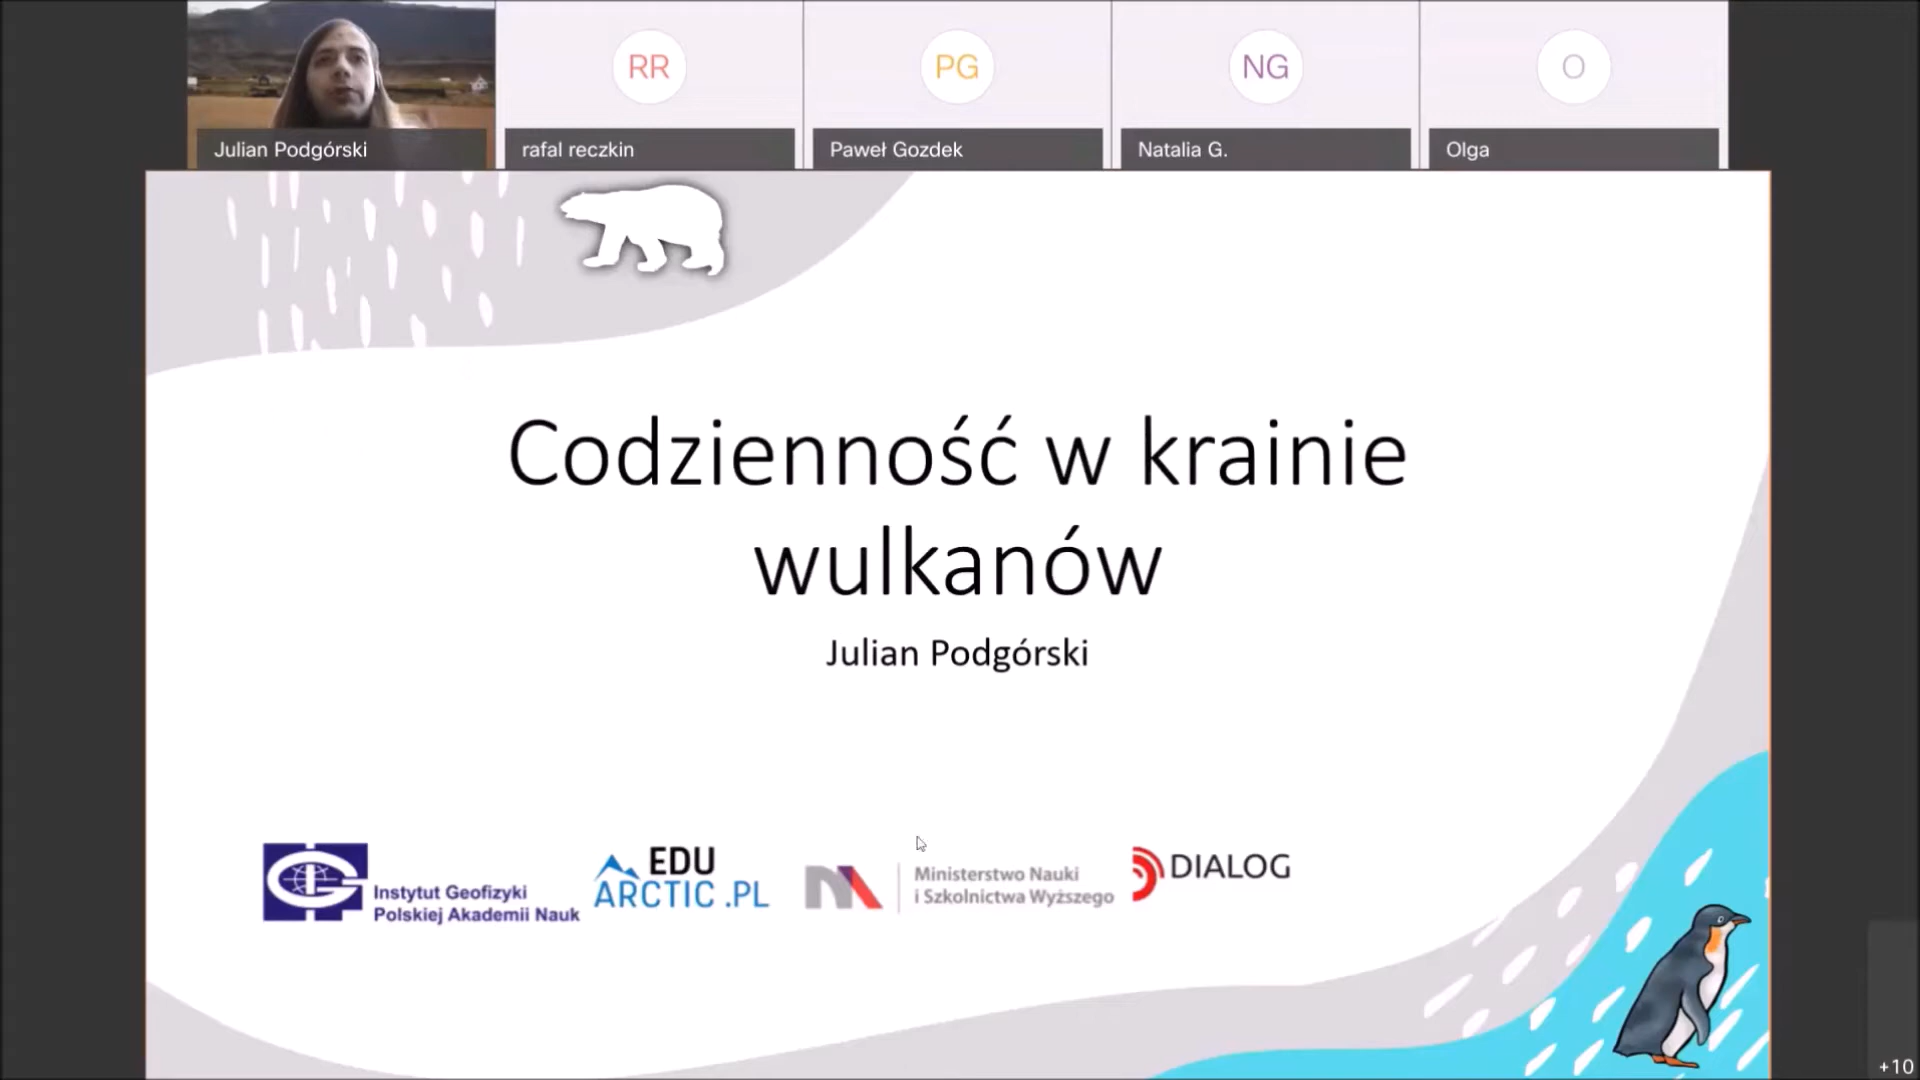 RR
PG
NG
O
Julian Podgórski
rafal reczkin
Paweł Gozdek
Natalia G.
Olga
Codzienność w krainie
wulkanów
Julian Podgórski
Instytut Geofizyki
Polskiej Akademii Nauk
EDU
ARCTIC.PL
Ministerstwo Nauki
i Szkolnictwa Wyższego
DIALOG
+10